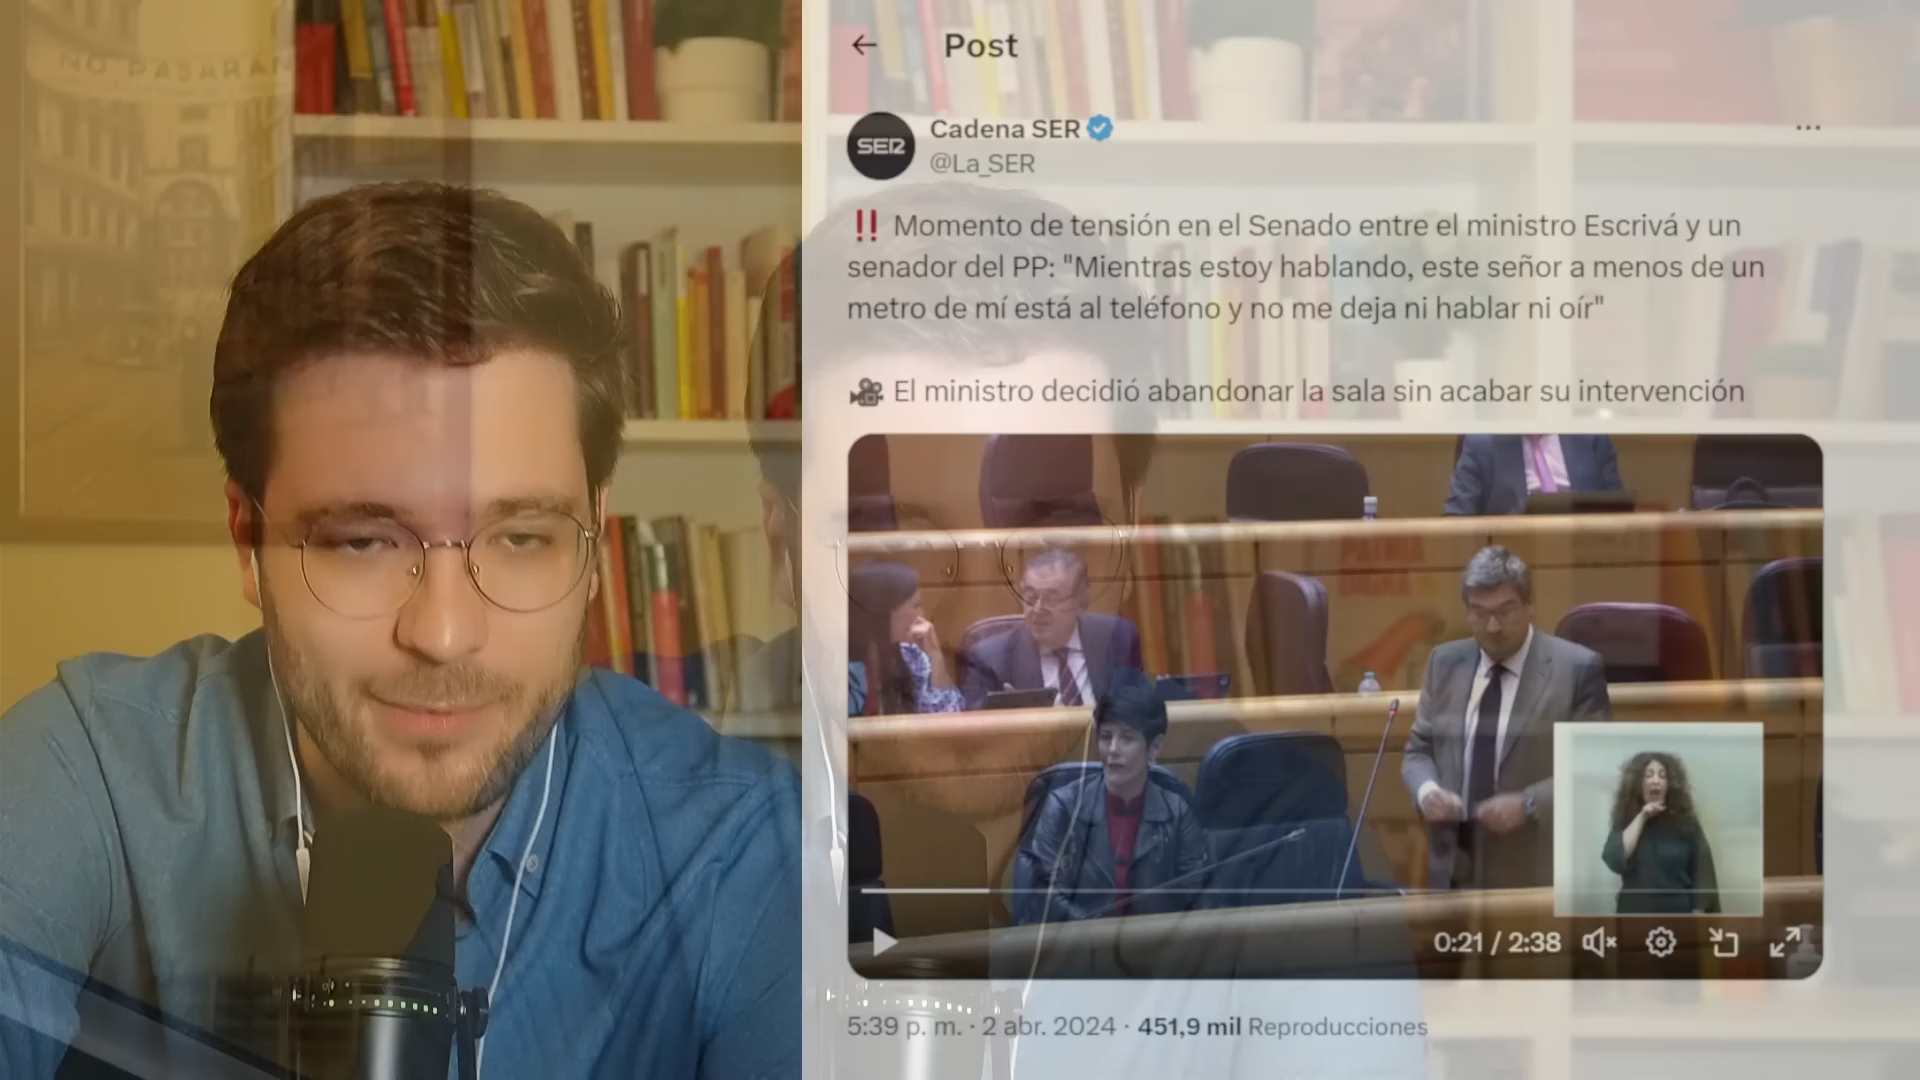 NO PASARAN
Post
Cadena SER
SER
@La_SER
‼ Momento de tensión en el Senado entre el ministro Escrivá y un
senador del PP: "Mientras estoy hablando, este señor a menos de un
metro de mí está al teléfono y no me deja ni hablar ni oír"
🎥 El ministro decidió abandonar la sala sin acabar su intervención
0:21 / 2:38
5:39 p. m. · 2 abr. 2024 · 451,9 mil Reproducciones